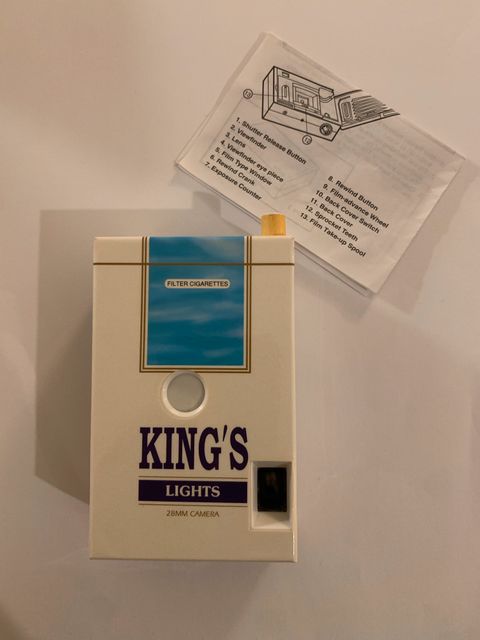 1. Shutter Release Button
2. Viewfinder
3. Lens
4. Viewfinder eye piece
5. Film Type Window
6. Rewind Crank
7. Exposure Counter
8. Rewind Button
9. Film-advance Wheel
10. Back Cover Switch
11. Back Cover
12. Sprocket Teeth
13. Film Take-up Spool
FILTER CIGARETTES
KING'S
LIGHTS
28MM CAMERA